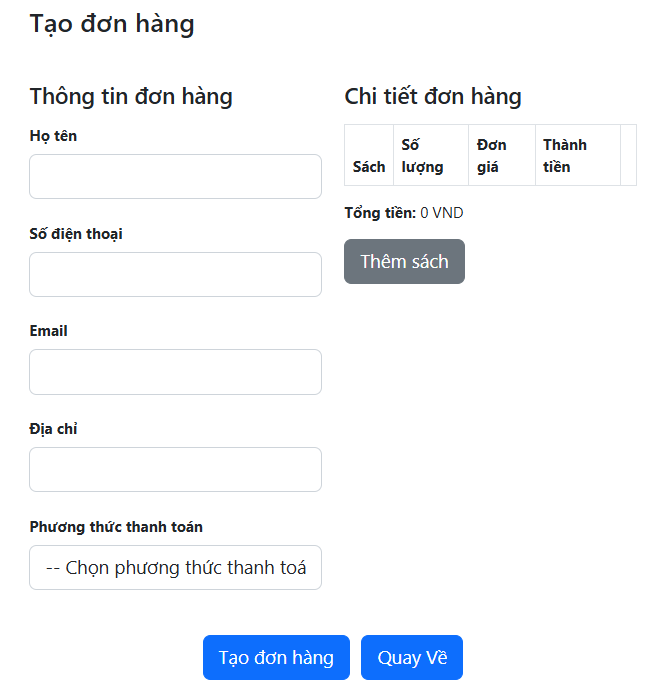 Tạo đơn hàng
Thông tin đơn hàng
Họ tên
Số điện thoại
Email
Địa chỉ
Phương thức thanh toán
-- Chọn phương thức thanh toá
Chi tiết đơn hàng
Sách
Số
lượng
Đơn
giá
Thành
tiền
Tổng tiền: 0 VND
Thêm sách
Tạo đơn hàng
Quay Về